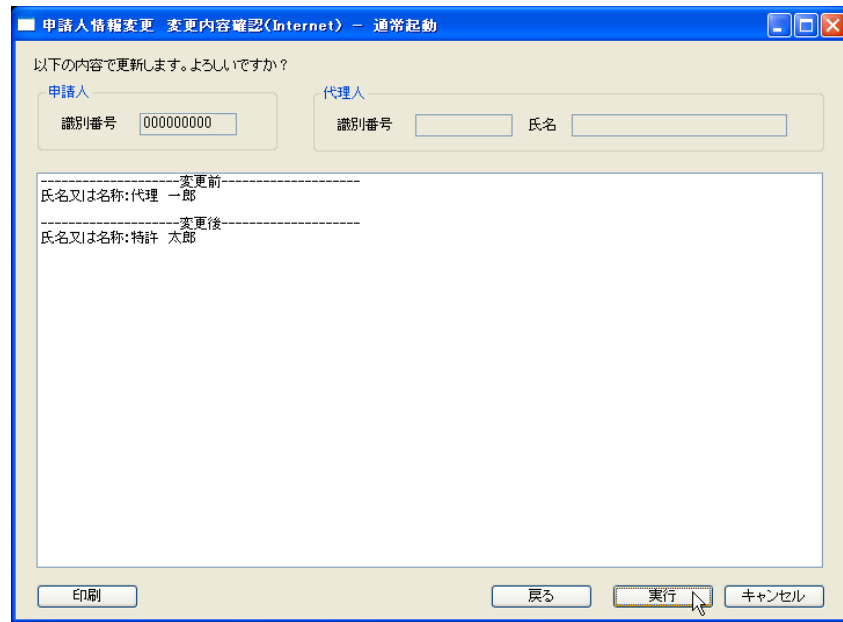 申請人情報変更 変更内容確認(Internet) － 通常起動
以下の内容で更新します。よろしいですか？
申請人
代理人
識別番号 000000000
識別番号 氏名
--------------------変更前--------------------
氏名又は名称:代理 一郎
--------------------変更後--------------------
氏名又は名称:特許 太郎
印刷 戻る 実行 キャンセル